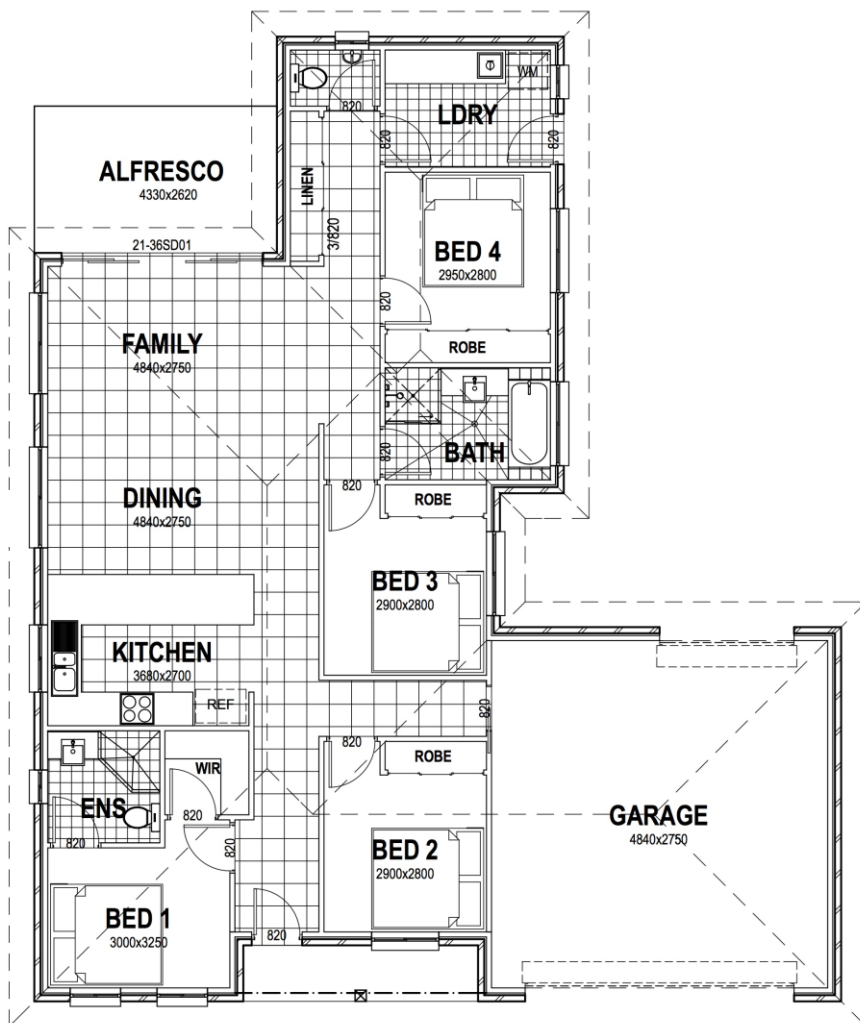 820
WM
LDRY
820
820
ALFRESCO
4330x2620
LINEN
3/820
21-36SD01
BED 4
2950x2800
820
ROBE
FAMILY
4840x2750
BATH
820
DINING
4840x2750
820
ROBE
BED 3
2900x2800
KITCHEN
3680x2700
REF
820
820
ROBE
WIR
ENS
820
820
820
GARAGE
4840x2750
BED 2
2900x2800
BED 1
3000x3250
820